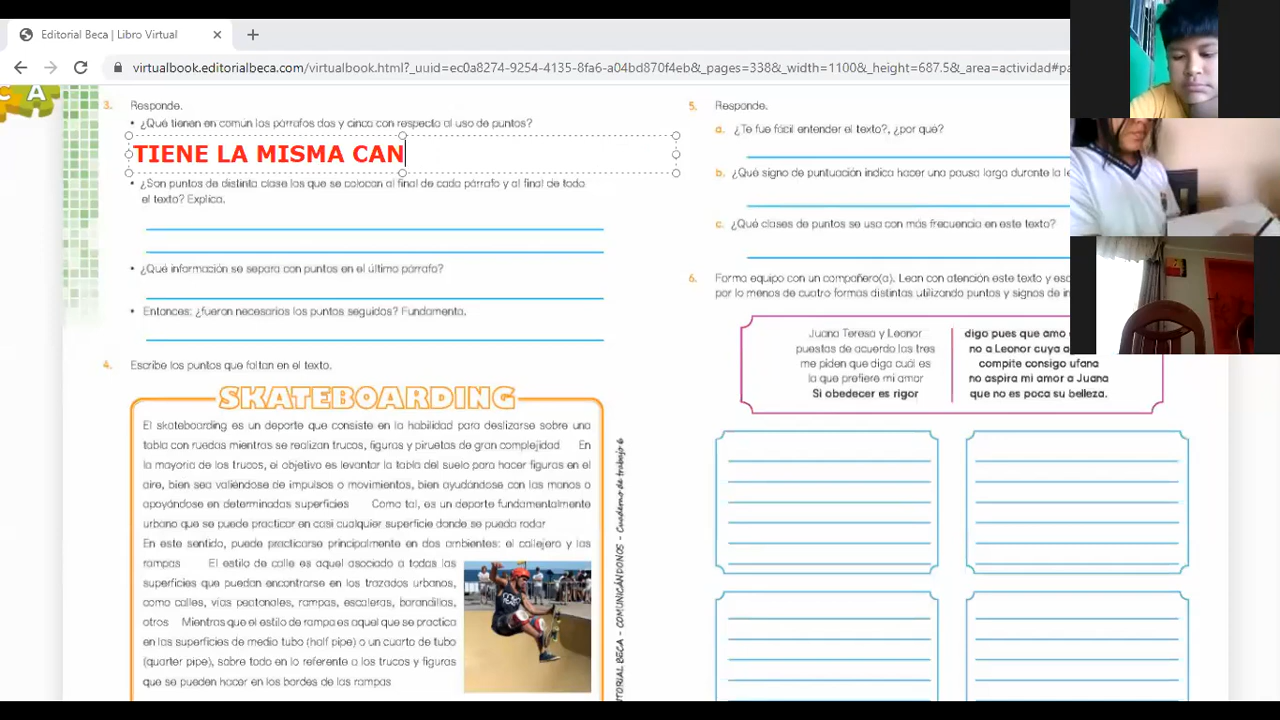 Editorial Beca | Libro Virtual
virtualbook.editorialbeca.com/virtualbook.html?_uuid=ec0a8274-9254-4135-8fa6-a04bd870f4eb&_pages=338&_width=1100&_height=687.5&_area=actividad#pa
C A
3. Responde.
• ¿Qué tienen en común los párrafos dos y cinco con respecto al uso de puntos?
TIENE LA MISMA CAN
• ¿Son puntos de distinta clase los que se colocan al final de cada párrafo y al final de todo
el texto? Explica.
• ¿Qué información se separa con puntos en el último párrafo?
• Entonces: ¿fueron necesarios los puntos seguidos? Fundamenta.
4. Escribe los puntos que faltan en el texto.
SKATEBOARDING
El skateboarding es un deporte que consiste en la habilidad para deslizarse sobre una
tabla con ruedas mientras se realizan trucos, figuras y piruetas de gran complejidad En
la mayoría de los trucos, el objetivo es levantar la tabla del suelo para hacer figuras en el
aire, bien sea valiéndose de impulsos o movimientos, bien ayudándose con las manos o
apoyándose en determinadas superficies Como tal, es un deporte fundamentalmente
urbano que se puede practicar en casi cualquier superficie donde se pueda rodar
En este sentido, puede practicarse principalmente en dos ambientes: el callejero y las
rampas El estilo de calle es aquel asociado a todas las
superficies que puedan encontrarse en los trazados urbanos,
como calles, vías peatonales, rampas, escaleras, barandillas,
otros Mientras que el estilo de rampa es aquel que se practica
en las superficies de medio tubo (half pipe) o un cuarto de tubo
(quarter pipe), sobre todo en lo referente a los trucos y figuras
que se pueden hacer en los bordes de las rampas
ITORIAL BECA - COMUNICÁNDONOS - Cuaderno de trabajo 6
5. Responde.
a. ¿Te fue fácil entender el texto?, ¿por qué?
b. ¿Qué signo de puntuación indica hacer una pausa larga durante la le
c. ¿Qué clases de puntos se usa con más frecuencia en este texto?
6. Forma equipo con un compañero(a). Lean con atención este texto y esc
por lo menos de cuatro formas distintas utilizando puntos y signos de in
Juana Teresa y Leonor
puestas de acuerdo las tres
me piden que diga cuál es
la que prefiere mi amor
Si obedecer es rigor
digo pues que amo
no a Leonor cuya a
compite consigo ufana
no aspira mi amor a Juana
que no es poca su belleza.